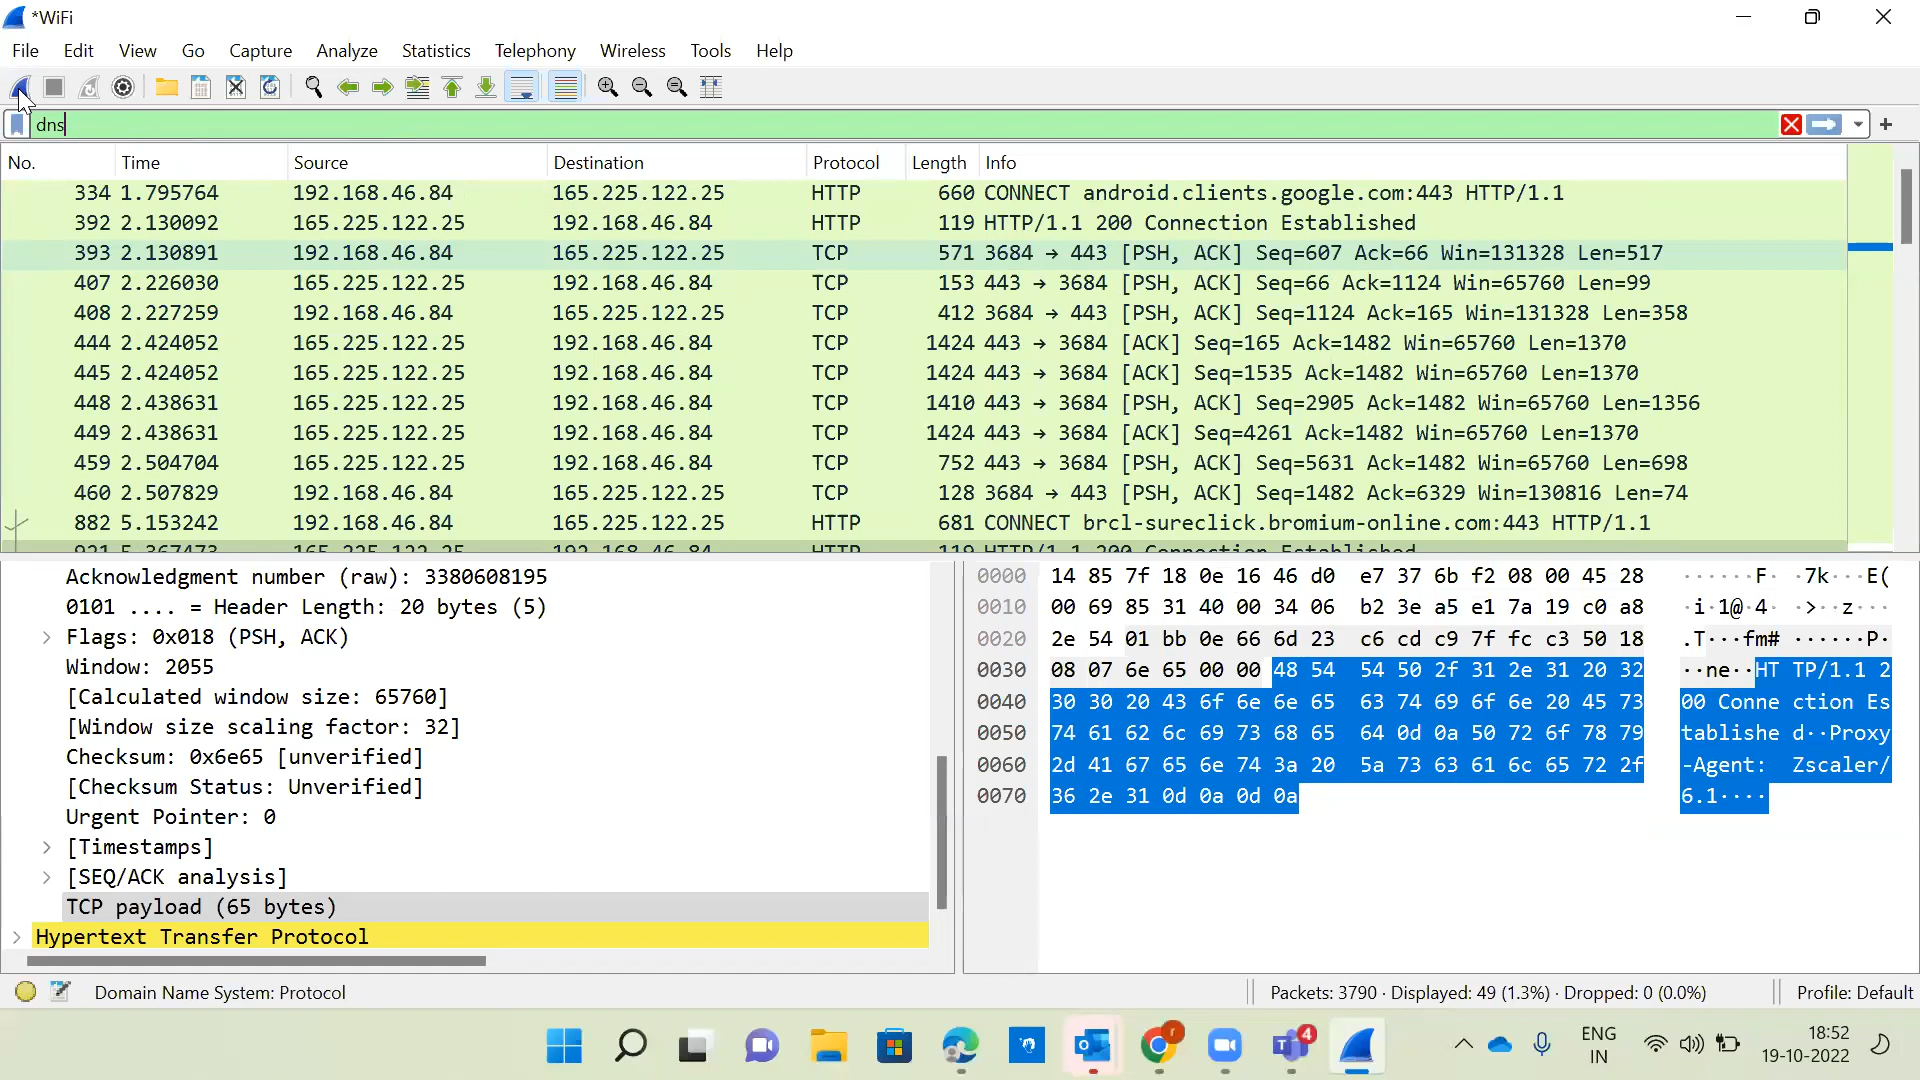 *WiFi
File Edit View Go Capture Analyze Statistics Telephony Wireless Tools Help
dns
No. Time Source Destination Protocol Length Info
334 1.795764 192.168.46.84 165.225.122.25 HTTP 660 CONNECT android.clients.google.com:443 HTTP/1.1
392 2.130092 165.225.122.25 192.168.46.84 HTTP 119 HTTP/1.1 200 Connection Established
393 2.130891 192.168.46.84 165.225.122.25 TCP 571 3684 → 443 [PSH, ACK] Seq=607 Ack=66 Win=131328 Len=517
407 2.226030 165.225.122.25 192.168.46.84 TCP 153 443 → 3684 [PSH, ACK] Seq=66 Ack=1124 Win=65760 Len=99
408 2.227259 192.168.46.84 165.225.122.25 TCP 412 3684 → 443 [PSH, ACK] Seq=1124 Ack=165 Win=131328 Len=358
444 2.424052 165.225.122.25 192.168.46.84 TCP 1424 443 → 3684 [ACK] Seq=165 Ack=1482 Win=65760 Len=1370
445 2.424052 165.225.122.25 192.168.46.84 TCP 1424 443 → 3684 [ACK] Seq=1535 Ack=1482 Win=65760 Len=1370
448 2.438631 165.225.122.25 192.168.46.84 TCP 1410 443 → 3684 [PSH, ACK] Seq=2905 Ack=1482 Win=65760 Len=1356
449 2.438631 165.225.122.25 192.168.46.84 TCP 1424 443 → 3684 [ACK] Seq=4261 Ack=1482 Win=65760 Len=1370
459 2.504704 165.225.122.25 192.168.46.84 TCP 752 443 → 3684 [PSH, ACK] Seq=5631 Ack=1482 Win=65760 Len=698
460 2.507829 192.168.46.84 165.225.122.25 TCP 128 3684 → 443 [PSH, ACK] Seq=1482 Ack=6329 Win=130816 Len=74
882 5.153242 192.168.46.84 165.225.122.25 HTTP 681 CONNECT brcl-sureclick.bromium-online.com:443 HTTP/1.1
921 5.367473 165.225.122.25 192.168.46.84 HTTP 119 HTTP/1.1 200 Connection Established
Acknowledgment number (raw): 3380608195
0101 .... = Header Length: 20 bytes (5)
Flags: 0x018 (PSH, ACK)
Window: 2055
[Calculated window size: 65760]
[Window size scaling factor: 32]
Checksum: 0x6e65 [unverified]
[Checksum Status: Unverified]
Urgent Pointer: 0
[Timestamps]
[SEQ/ACK analysis]
TCP payload (65 bytes)
Hypertext Transfer Protocol
0000 14 85 7f 18 0e 16 46 d0 e7 37 6b f2 08 00 45 28 ······F· ·7k···E(
0010 00 69 85 31 40 00 34 06 b2 3e a5 e1 7a 19 c0 a8 ·i·1@·4· ·>··z···
0020 2e 54 01 bb 0e 66 6d 23 c6 cd c9 7f fc c3 50 18 .T···fm# ······P·
0030 08 07 6e 65 00 00 48 54 54 50 2f 31 2e 31 20 32 ··ne··HT TP/1.1 2
0040 30 30 20 43 6f 6e 6e 65 63 74 69 6f 6e 20 45 73 00 Conne ction Es
0050 74 61 62 6c 69 73 68 65 64 0d 0a 50 72 6f 78 79 tablishe d··Proxy
0060 2d 41 67 65 6e 74 3a 20 5a 73 63 61 6c 65 72 2f -Agent: Zscaler/
0070 36 2e 31 0d 0a 0d 0a 6.1····
Domain Name System: Protocol
Packets: 3790 · Displayed: 49 (1.3%) · Dropped: 0 (0.0%)
Profile: Default
4
ENG
IN
18:52
19-10-2022